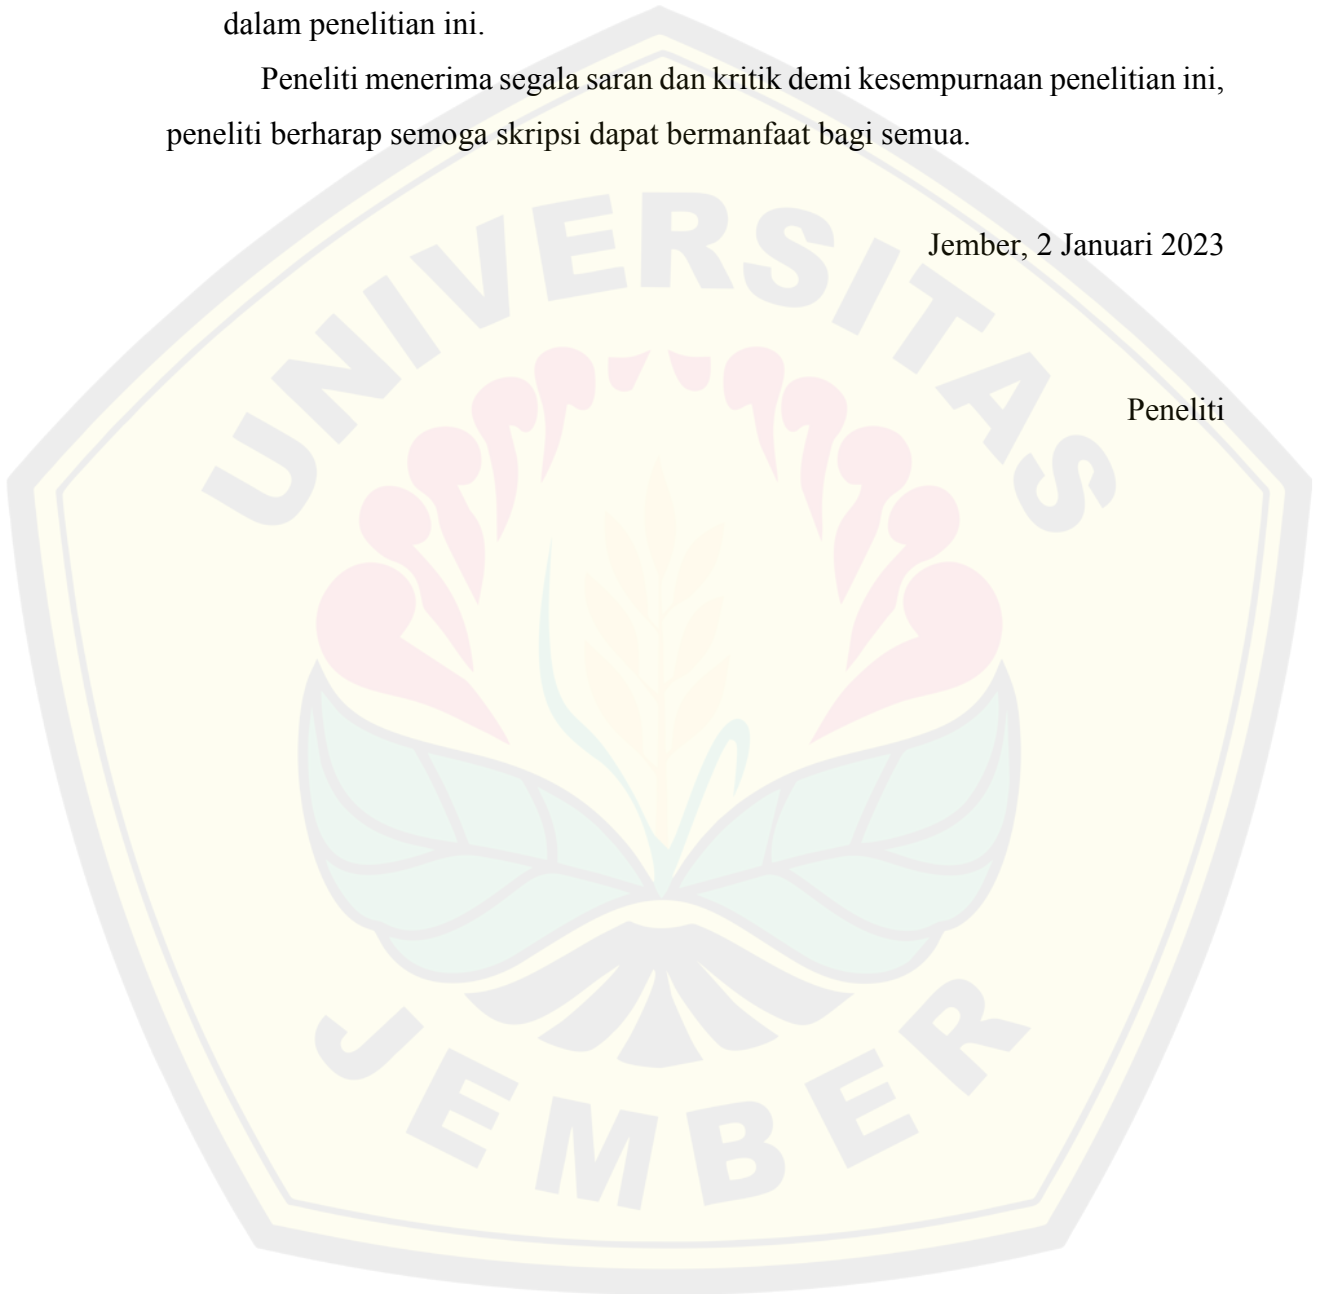 dalam penelitian ini.
Peneliti menerima segala saran dan kritik demi kesempurnaan penelitian ini,
peneliti berharap semoga skripsi dapat bermanfaat bagi semua.
Jember, 2 Januari 2023
Peneliti
UNIVERSITAS
JEMBER